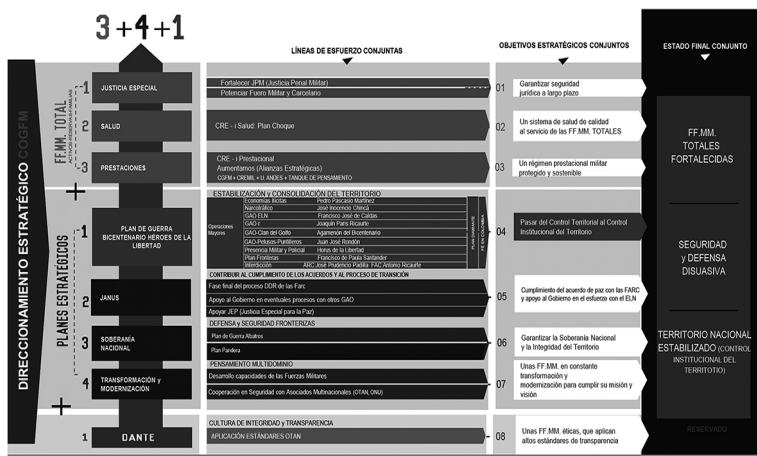 3+4+1
LÍNEAS DE ESFUERZO CONJUNTAS
OBJETIVOS ESTRATÉGICOS CONJUNTOS
ESTADO FINAL CONJUNTO
DIRECCIONAMIENTO ESTRATÉGICO COGFM
FF.MM. TOTAL
1
JUSTICIA ESPECIAL
Fortalecer JPM (Justicia Penal Militar)
Potenciar Fuero Militar y Carcelario
01
Garantizar seguridad
jurídica a largo plazo
2
SALUD
CRE - i Salud: Plan Choque
02
Un sistema de salud de calidad
al servicio de las FF.MM. TOTALES
3
PRESTACIONES
CRE - i Prestacional
Aumentamos (Alianzas Estratégicas)
CGFM + CREMIL + U. ANDES + TANQUE DE PENSAMIENTO
03
Un régimen prestacional militar
protegido y sostenible
+
PLANES ESTRATÉGICOS
1
PLAN DE GUERRA
BICENTENARIO HÉROES DE LA
LIBERTAD
ESTABILIZACIÓN y CONSOLIDACIÓN DEL TERRITORIO
Operaciones
Mayores
Economías Ilícitas Pedro Pascasio Martínez
Narcotráfico José Inocencio Chincá
GAO ELN Francisco José de Caldas
GAO r Joaquín París Ricaurte
GAO-Clan del Golfo Agamenón del Bicentenario
GAO-Pelusos-Puntilleros Juan José Rondón
Presencia Militar y Policial Horus de la Libertad
Plan Fronteras Francisco de Paula Santander
Interdicción ARC José Prudencio Padilla FAC Antonio Ricaurte
PLAN DIAMANTE
FE EN COLOMBIA
04
Pasar del Control Territorial al Control
Institucional del Territorio
2
JANUS
CONTRIBUIR AL CUMPLIMIENTO DE LOS ACUERDOS Y AL PROCESO DE TRANSICIÓN
Fase final del proceso DDR de las Farc
Apoyo al Gobierno en eventuales procesos con otros GAO
Apoyar JEP (Justicia Especial para la Paz)
05
Cumplimiento del acuerdo de paz con las FARC
y apoyo al Gobierno en el esfuerzo con el ELN
3
SOBERANÍA
NACIONAL
DEFENSA y SEGURIDAD FRONTERIZAS
Plan de Guerra Albatros
Plan Pandora
06
Garantizar la Soberanía Nacional
y la Integridad del Territorio
4
TRANSFORMACIÓN y
MODERNIZACIÓN
PENSAMIENTO MULTIDOMINIO
Desarrollo capacidades de las Fuerzas Militares
Cooperación en Seguridad con Asociados Multinacionales (OTAN, ONU)
07
Unas FF.MM. en constante
transformación y
modernización para cumplir su misión y
visión
+
1
DANTE
CULTURA DE INTEGRIDAD y TRANSPARENCIA
APLICACIÓN ESTÁNDARES OTAN
08
Unas FF.MM. éticas, que aplican
altos estándares de transparencia
FF.MM.
TOTALES
FORTALECIDAS
SEGURIDAD
y DEFENSA
DISUASIVA
TERRITORIO NACIONAL
ESTABILIZADO (CONTROL
INSTITUCIONAL DEL
TERRITOTIO)
RESERVADO